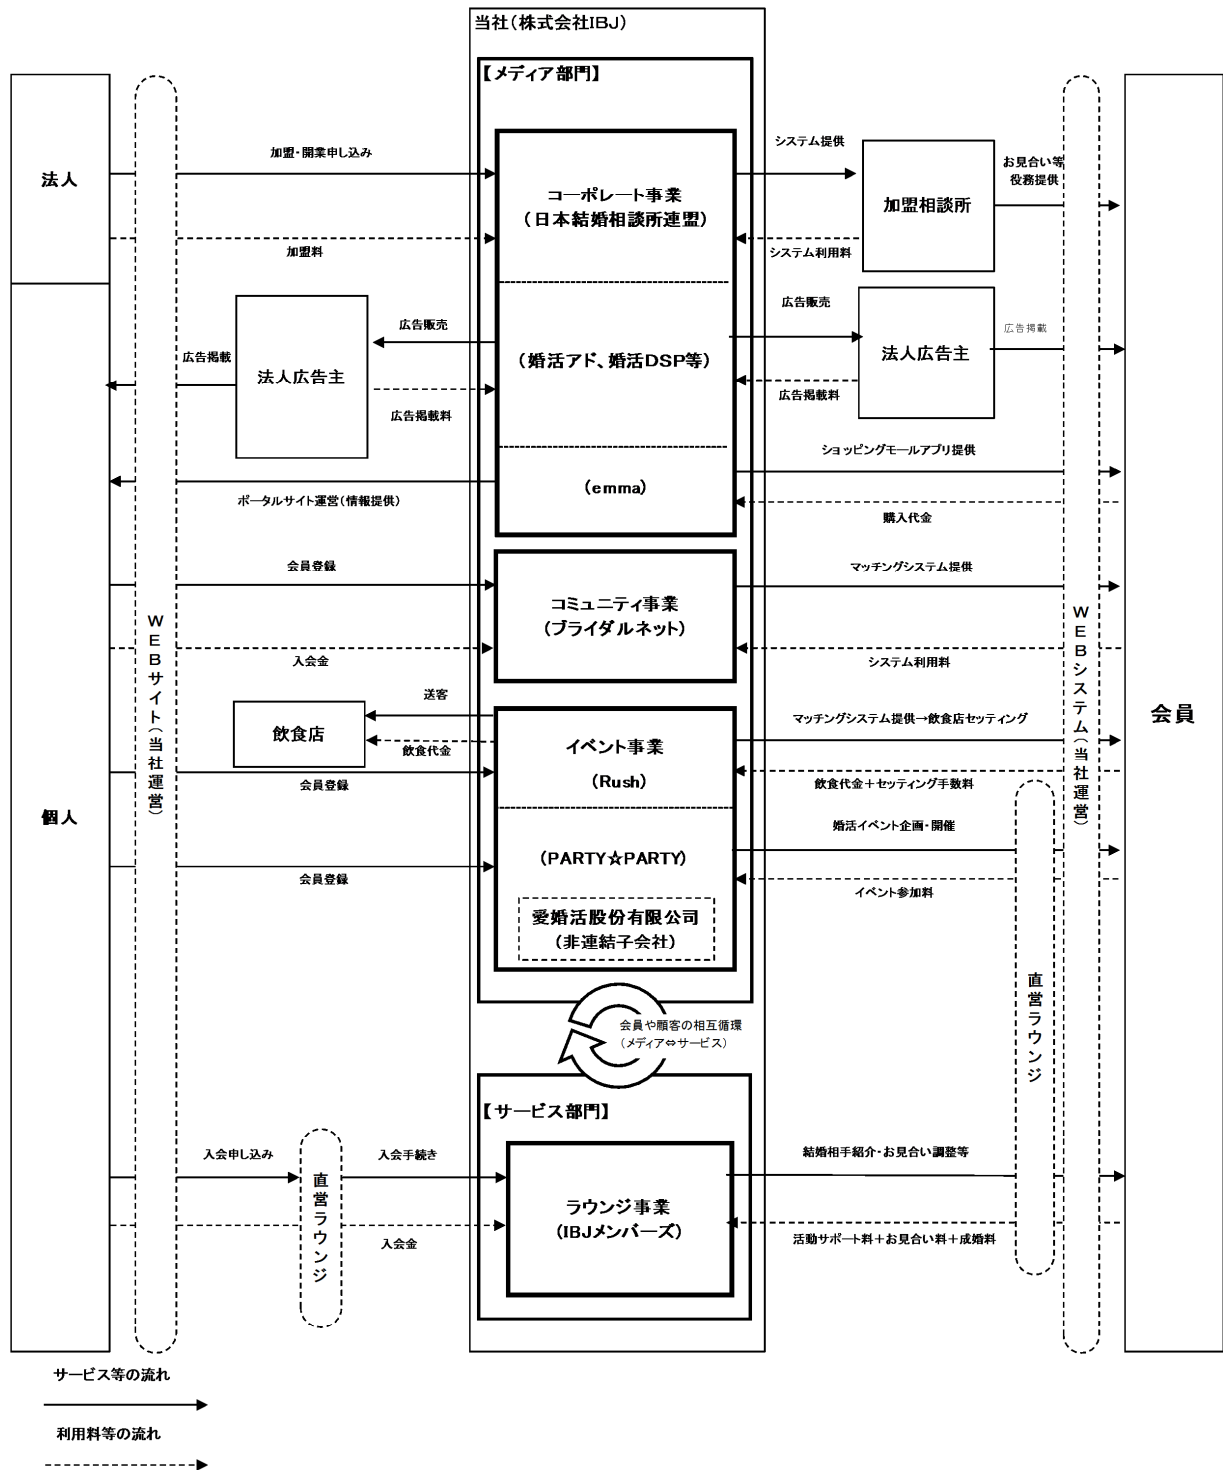 当社(株式会社IBJ)
【メディア部門】
法人
加盟・開業申し込み
加盟料
コーポレート事業
(日本結婚相談所連盟)
システム提供
システム利用料
加盟相談所
お見合い等
役務提供
広告掲載
法人広告主
広告販売
広告掲載料
(婚活アド、婚活DSP等)
広告販売
広告掲載料
法人広告主
広告掲載
ポータルサイト運営(情報提供)
(emma)
ショッピングモールアプリ提供
購入代金
会員登録
入会金
コミュニティ事業
(ブライダルネット)
マッチングシステム提供
システム利用料
WEBサイト(当社運営)
WEBシステム(当社運営)
会員
個人
飲食店
送客
飲食代金
会員登録
イベント事業
(Rush)
マッチングシステム提供→飲食店セッティング
飲食代金+セッティング手数料
会員登録
(PARTY☆PARTY)
婚活イベント企画・開催
イベント参加料
愛婚活股份有限公司
(非連結子会社)
直営ラウンジ
会員や顧客の相互循環
(メディア⇔サービス)
【サービス部門】
入会申し込み
直営ラウンジ
入会手続き
入会金
ラウンジ事業
(IBJメンバーズ)
結婚相手紹介・お見合い調整等
活動サポート料+お見合い料+成婚料
サービス等の流れ
利用料等の流れ